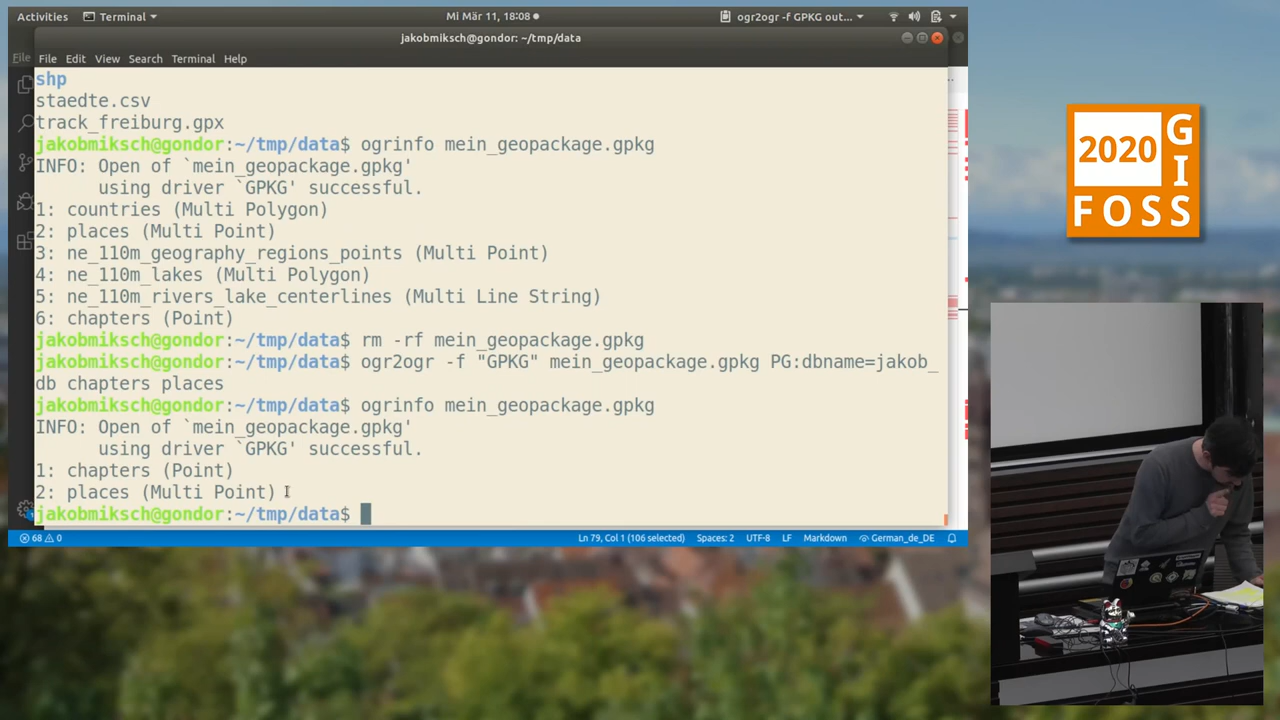 Activities Terminal Mi Mär 11, 18:08 ogr2ogr -f GPKG out...
jakobmiksch@gondor: ~/tmp/data
File File Edit View Search Terminal Help
shp
staedte.csv
track_freiburg.gpx
jakobmiksch@gondor:~/tmp/data$ ogrinfo mein_geopackage.gpkg
INFO: Open of `mein_geopackage.gpkg'
using driver `GPKG' successful.
1: countries (Multi Polygon)
2: places (Multi Point)
3: ne_110m_geography_regions_points (Multi Point)
4: ne_110m_lakes (Multi Polygon)
5: ne_110m_rivers_lake_centerlines (Multi Line String)
6: chapters (Point)
jakobmiksch@gondor:~/tmp/data$ rm -rf mein_geopackage.gpkg
jakobmiksch@gondor:~/tmp/data$ ogr2ogr -f "GPKG" mein_geopackage.gpkg PG:dbname=jakob_
db chapters places
jakobmiksch@gondor:~/tmp/data$ ogrinfo mein_geopackage.gpkg
INFO: Open of `mein_geopackage.gpkg'
using driver `GPKG' successful.
1: chapters (Point)
2: places (Multi Point)
jakobmiksch@gondor:~/tmp/data$
68 0 Ln 79, Col 1 (106 selected) Spaces: 2 UTF-8 LF Markdown German_de_DE
2020 G
I
FOSS